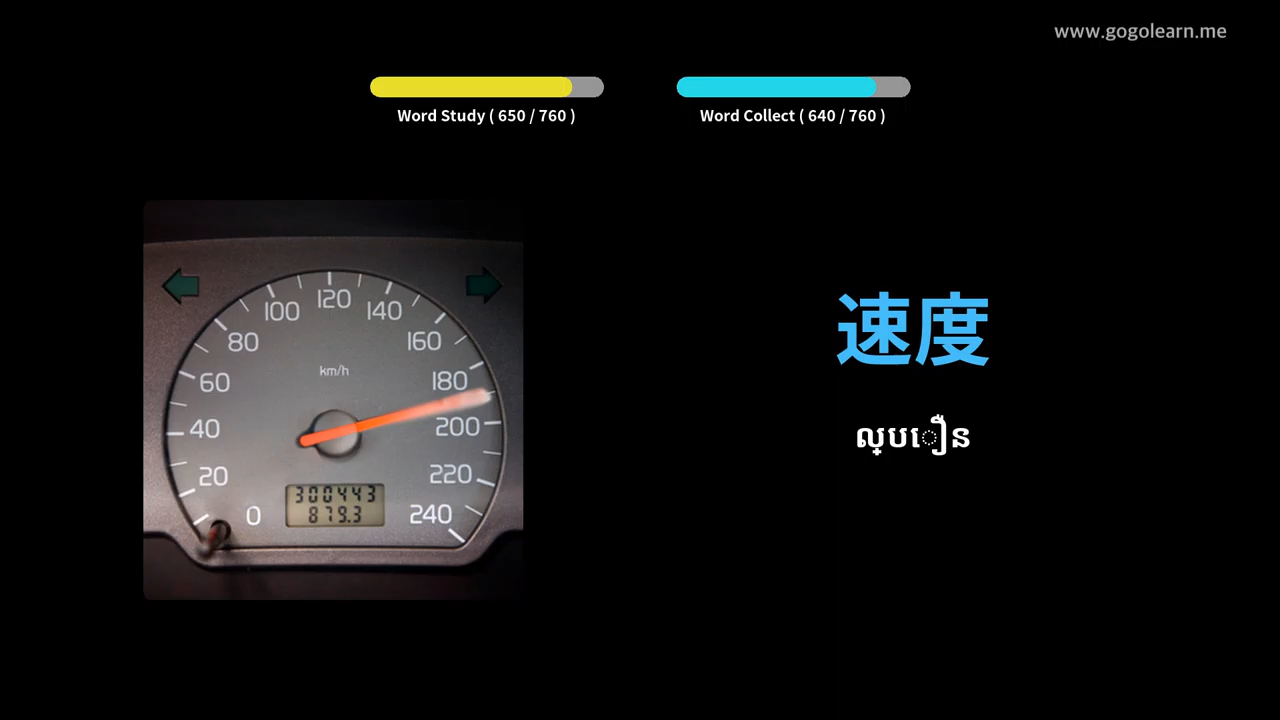 www.gogolearn.me
Word Study ( 650 / 760 )
Word Collect ( 640 / 760 )
120
100
140
80
160
km/h
60
180
40
200
20
220
300443
0
879.3
240
速度
ល្បឿន